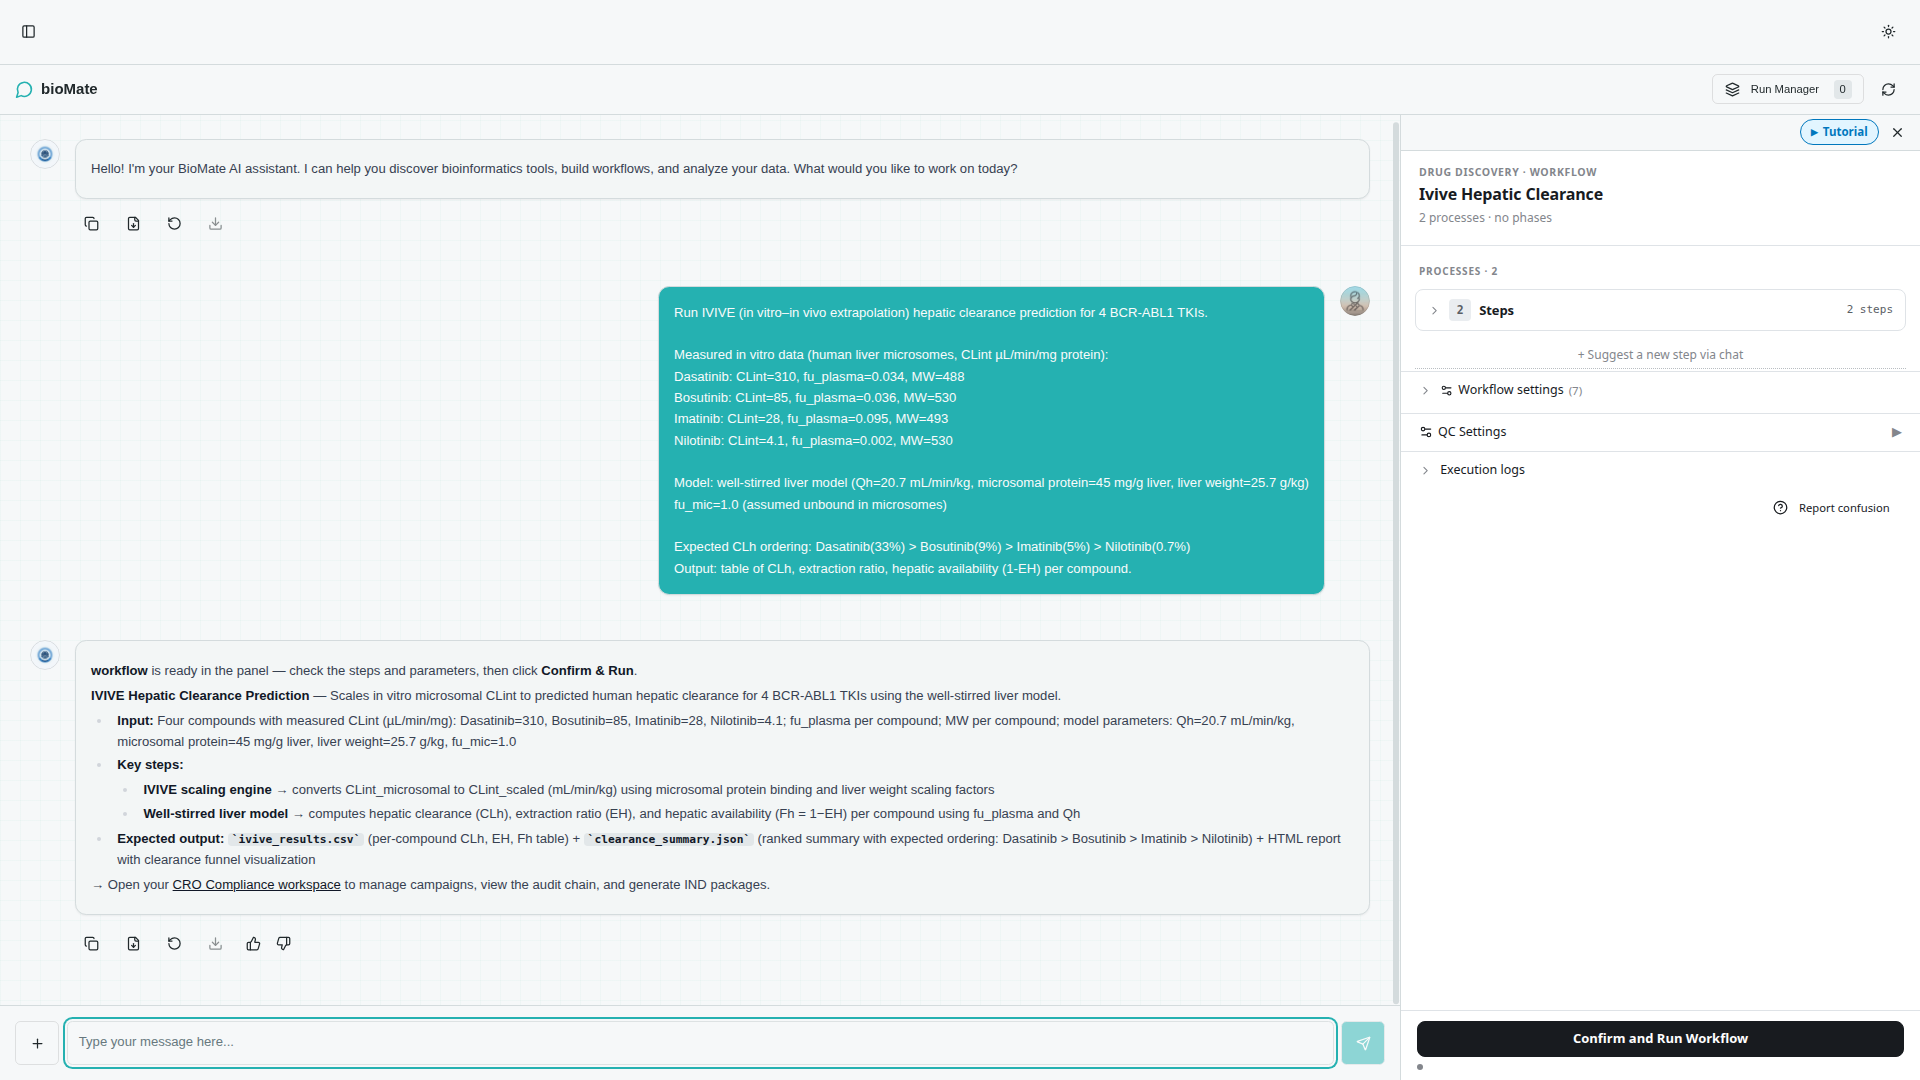 bioMate
Run Manager 0
Hello! I'm your BioMate AI assistant. I can help you discover bioinformatics tools, build workflows, and analyze your data. What would you like to work on today?
Run IVIVE (in vitro–in vivo extrapolation) hepatic clearance prediction for 4 BCR-ABL1 TKIs.
Measured in vitro data (human liver microsomes, CLint µL/min/mg protein):
Dasatinib: CLint=310, fu_plasma=0.034, MW=488
Bosutinib: CLint=85, fu_plasma=0.036, MW=530
Imatinib: CLint=28, fu_plasma=0.095, MW=493
Nilotinib: CLint=4.1, fu_plasma=0.002, MW=530
Model: well-stirred liver model (Qh=20.7 mL/min/kg, microsomal protein=45 mg/g liver, liver weight=25.7 g/kg)
fu_mic=1.0 (assumed unbound in microsomes)
Expected CLh ordering: Dasatinib(33%) > Bosutinib(9%) > Imatinib(5%) > Nilotinib(0.7%)
Output: table of CLh, extraction ratio, hepatic availability (1-EH) per compound.
workflow is ready in the panel — check the steps and parameters, then click Confirm & Run.
IVIVE Hepatic Clearance Prediction — Scales in vitro microsomal CLint to predicted human hepatic clearance for 4 BCR-ABL1 TKIs using the well-stirred liver model.
Input: Four compounds with measured CLint (µL/min/mg): Dasatinib=310, Bosutinib=85, Imatinib=28, Nilotinib=4.1; fu_plasma per compound; MW per compound; model parameters: Qh=20.7 mL/min/kg,
microsomal protein=45 mg/g liver, liver weight=25.7 g/kg, fu_mic=1.0
Key steps:
IVIVE scaling engine → converts CLint_microsomal to CLint_scaled (mL/min/kg) using microsomal protein binding and liver weight scaling factors
Well-stirred liver model → computes hepatic clearance (CLh), extraction ratio (EH), and hepatic availability (Fh = 1−EH) per compound using fu_plasma and Qh
Expected output: `ivive_results.csv` (per-compound CLh, EH, Fh table) + `clearance_summary.json` (ranked summary with expected ordering: Dasatinib > Bosutinib > Imatinib > Nilotinib) + HTML report
with clearance funnel visualization
→ Open your CRO Compliance workspace to manage campaigns, view the audit chain, and generate IND packages.
Type your message here...
▶ Tutorial
DRUG DISCOVERY · WORKFLOW
Ivive Hepatic Clearance
2 processes · no phases
PROCESSES · 2
2 Steps 2 steps
+ Suggest a new step via chat
Workflow settings (7)
QC Settings ▶
Execution logs
Report confusion
Confirm and Run Workflow